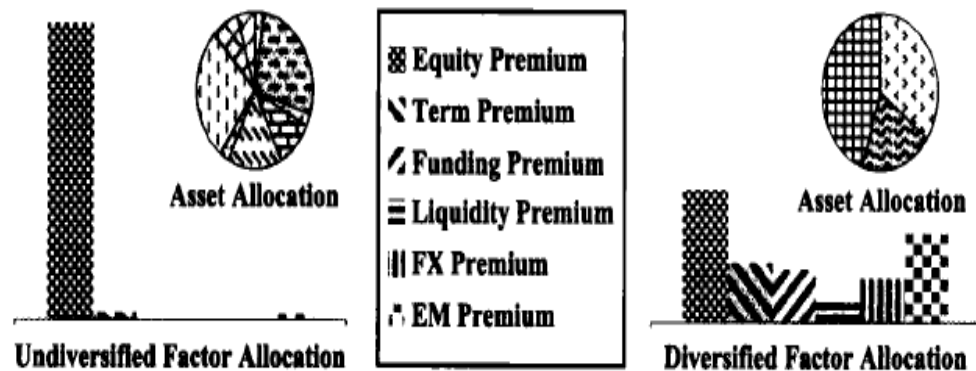 Asset Allocation
Undiversified Factor Allocation
Equity Premium
Term Premium
Funding Premium
Liquidity Premium
FX Premium
EM Premium
Asset Allocation
Diversified Factor Allocation